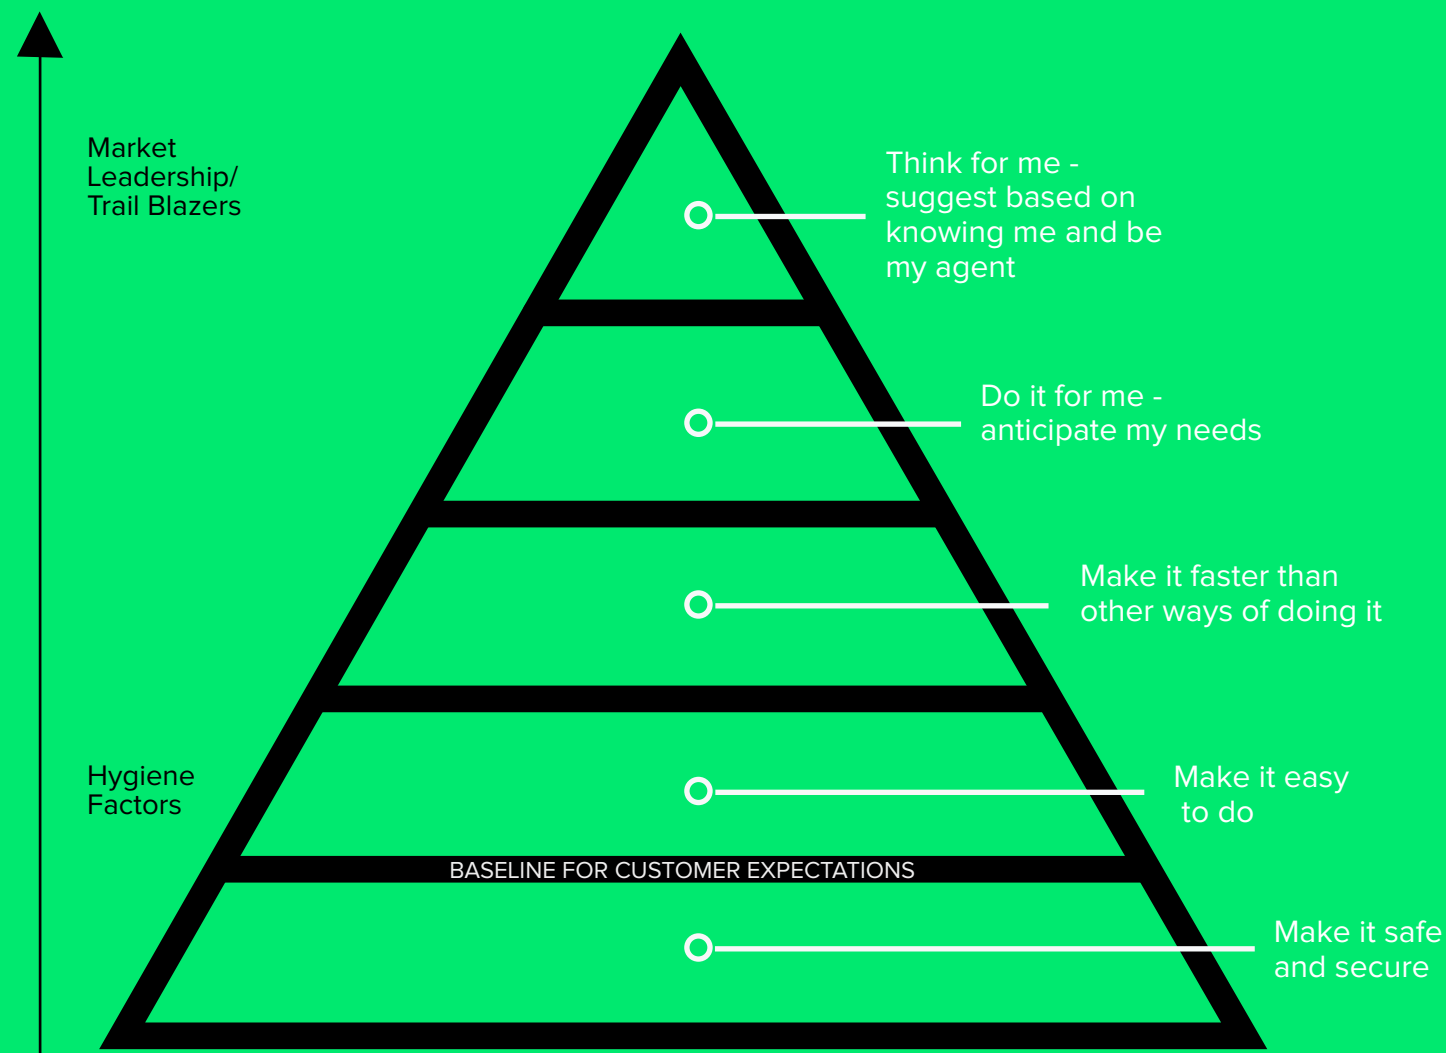 Market
Leadership/
Trail Blazers
Think for me -
suggest based on
knowing me and be
my agent
Do it for me -
anticipate my needs
Make it faster than
other ways of doing it
Hygiene
Factors
Make it easy
to do
BASELINE FOR CUSTOMER EXPECTATIONS
Make it safe
and secure